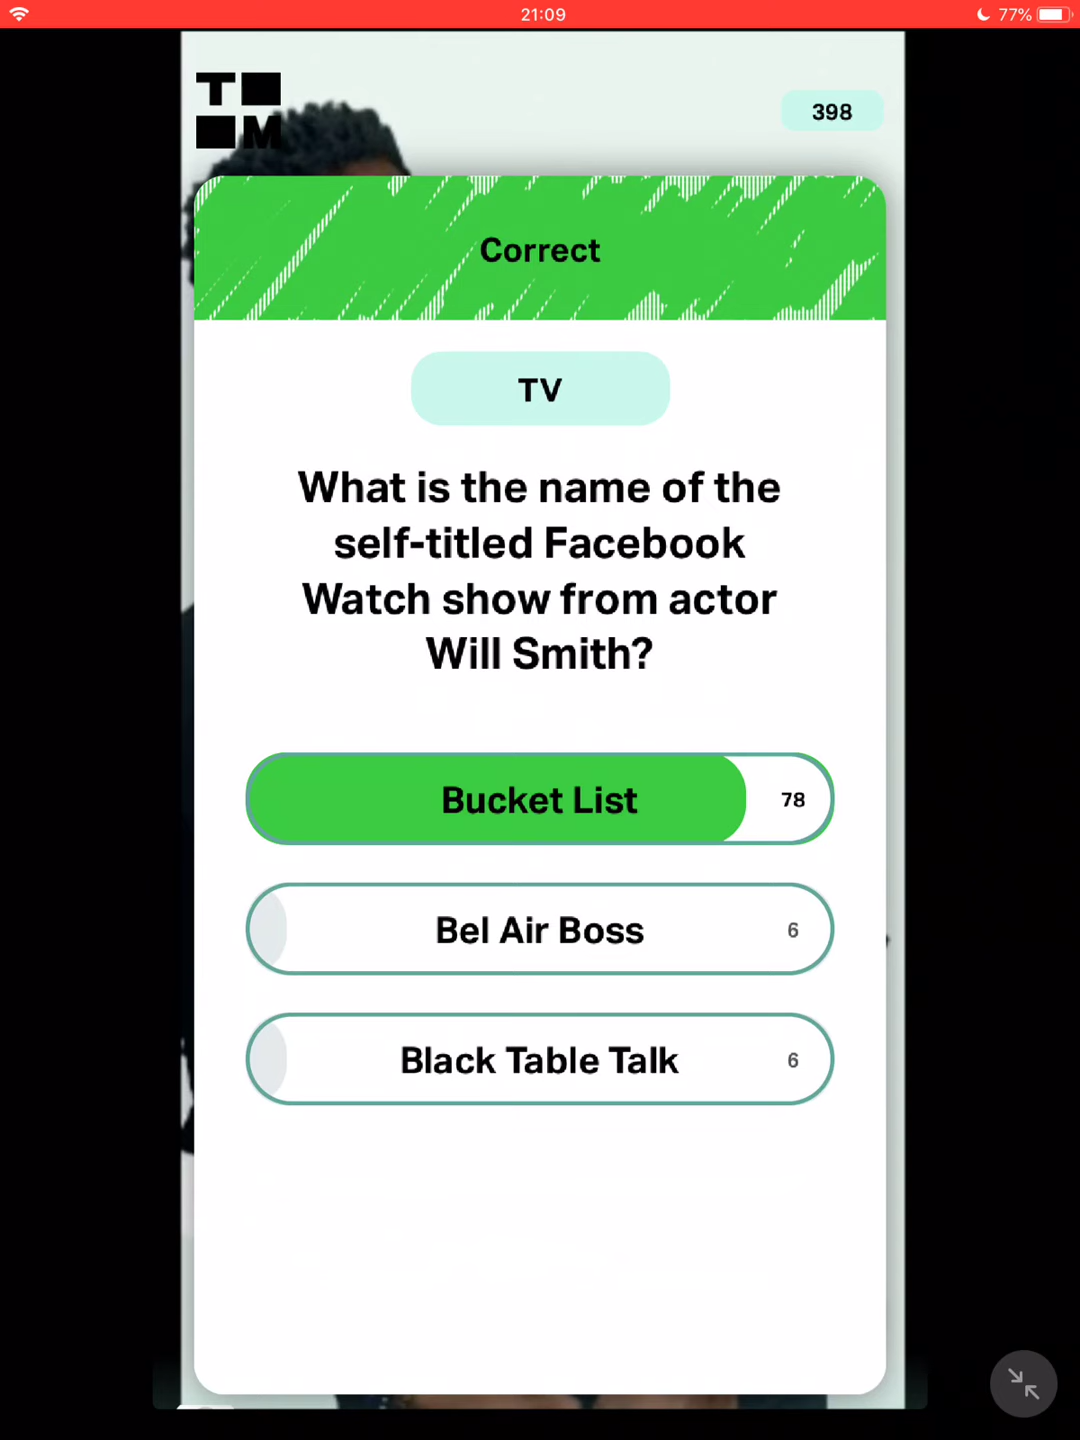 21:09
77%
T
M
398
Correct
TV
What is the name of the
self-titled Facebook
Watch show from actor
Will Smith?
Bucket List
78
Bel Air Boss
6
Black Table Talk
6